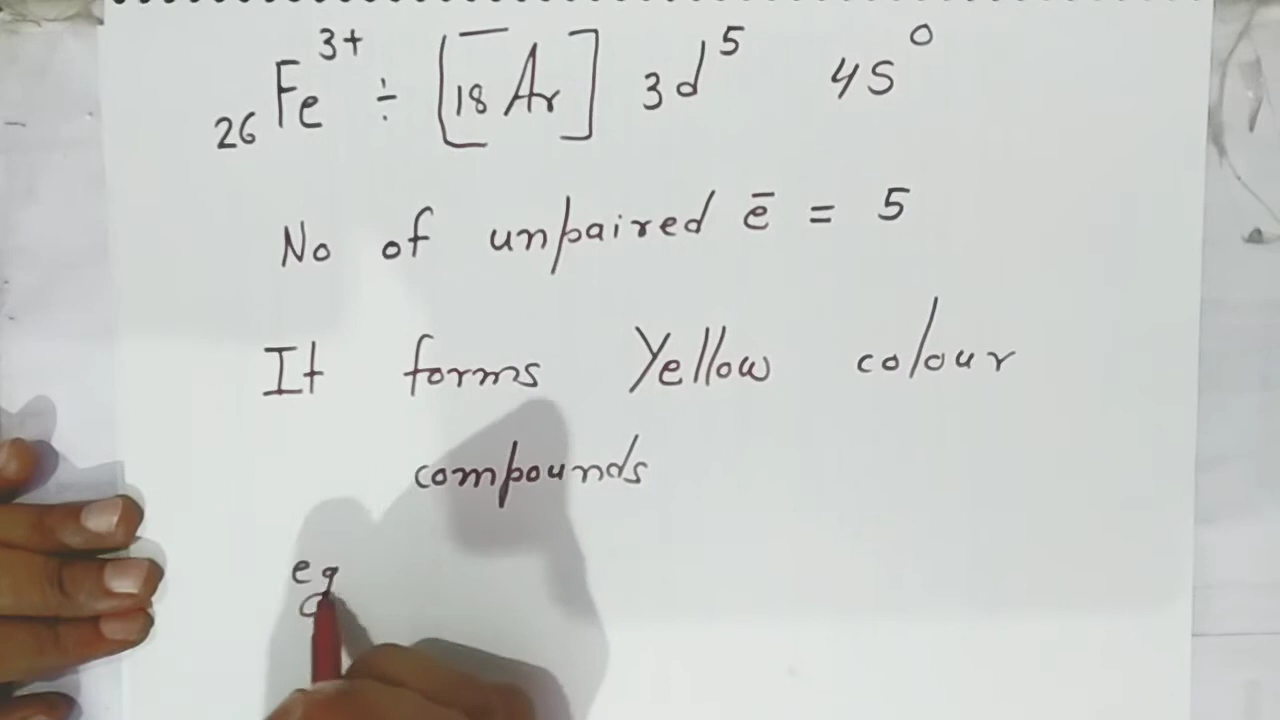 ₂₆Fe³⁺ ÷ [₁₈Ar] 3d⁵ 4s⁰
No of unpaired ē = 5
It forms Yellow colour
compounds
eg